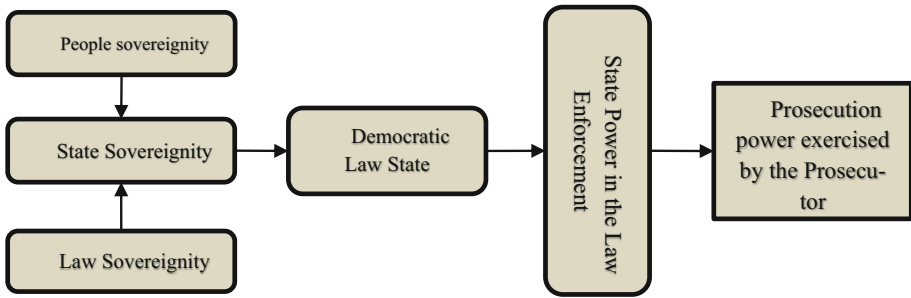 People sovereignity
State Sovereignity
Law Sovereignity
Democratic
Law State
State Power in the Law
Enforcement
Prosecution
power exercised
by the Prosecu-
tor